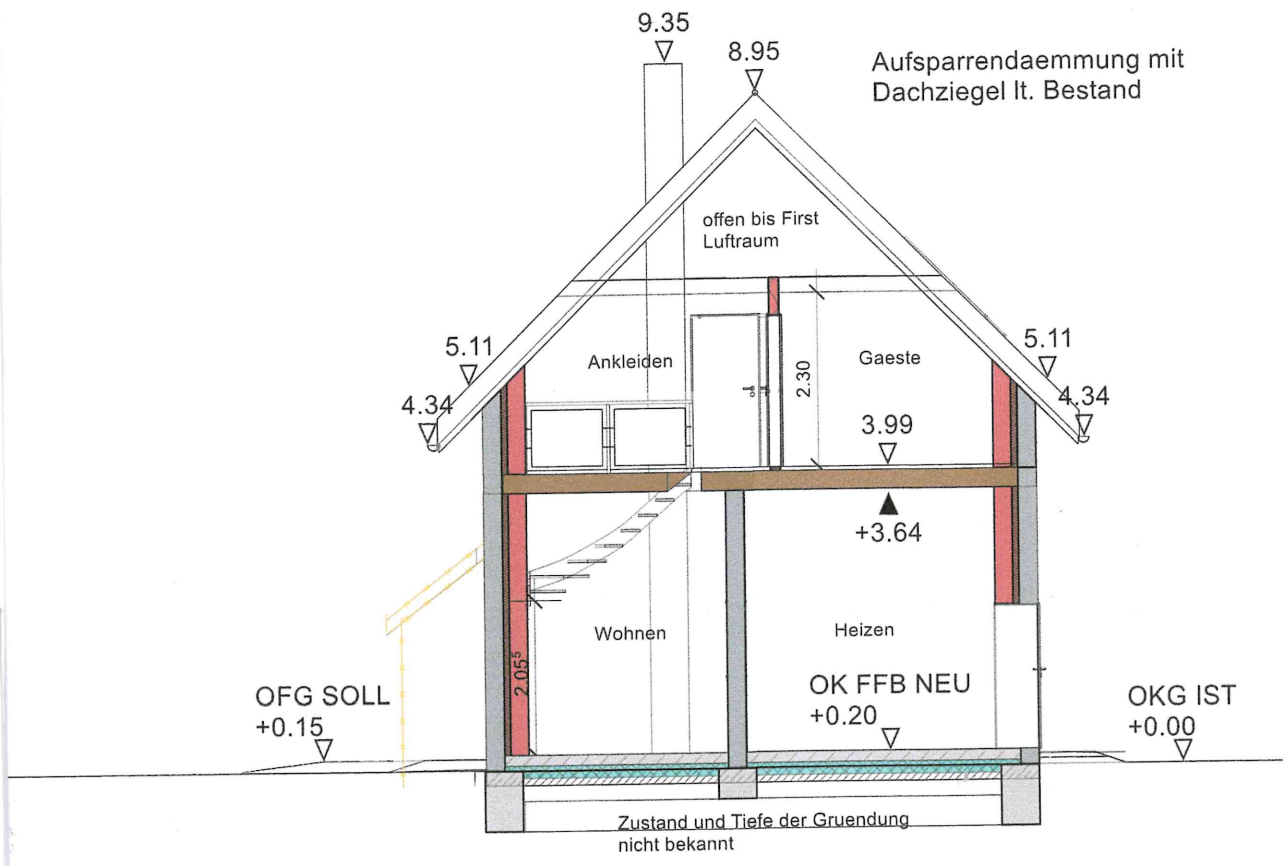 9.35
8.95
Aufsparrendaemmung mit
Dachziegel lt. Bestand
offen bis First
Luftraum
5.11
5.11
Ankleiden
Gaeste
2.30
4.34
4.34
3.99
+3.64
Wohnen
Heizen
2.05⁵
OFG SOLL
+0.15
OK FFB NEU
+0.20
OKG IST
+0.00
Zustand und Tiefe der Gruendung
nicht bekannt